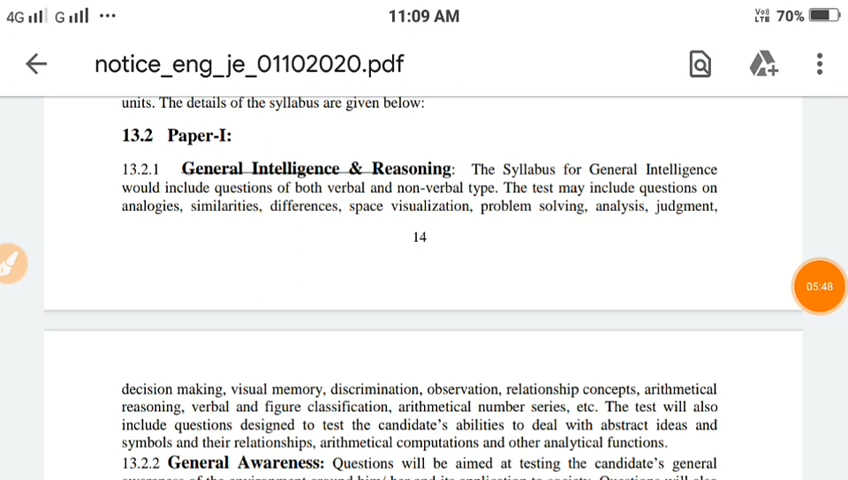 4G G ••• 11:09 AM Vo)) LTE 70%
notice_eng_je_01102020.pdf
units. The details of the syllabus are given below:
13.2 Paper-I:
13.2.1 General Intelligence & Reasoning: The Syllabus for General Intelligence
would include questions of both verbal and non-verbal type. The test may include questions on
analogies, similarities, differences, space visualization, problem solving, analysis, judgment,
14
05:48
decision making, visual memory, discrimination, observation, relationship concepts, arithmetical
reasoning, verbal and figure classification, arithmetical number series, etc. The test will also
include questions designed to test the candidate's abilities to deal with abstract ideas and
symbols and their relationships, arithmetical computations and other analytical functions.
13.2.2 General Awareness: Questions will be aimed at testing the candidate's general